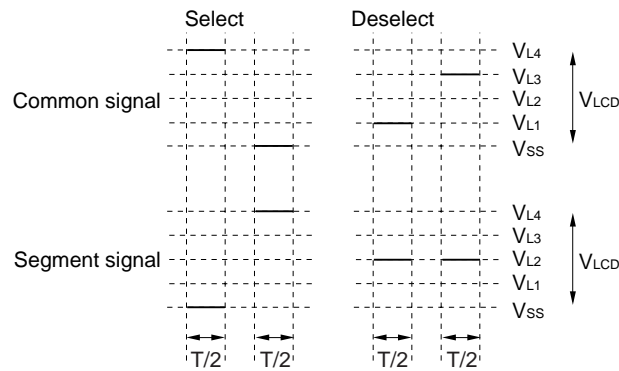 Select Deselect
VL4
VL3
Common signal VL2 VLCD
VL1
VSS
VL4
VL3
Segment signal VL2 VLCD
VL1
VSS
T/2 T/2 T/2 T/2